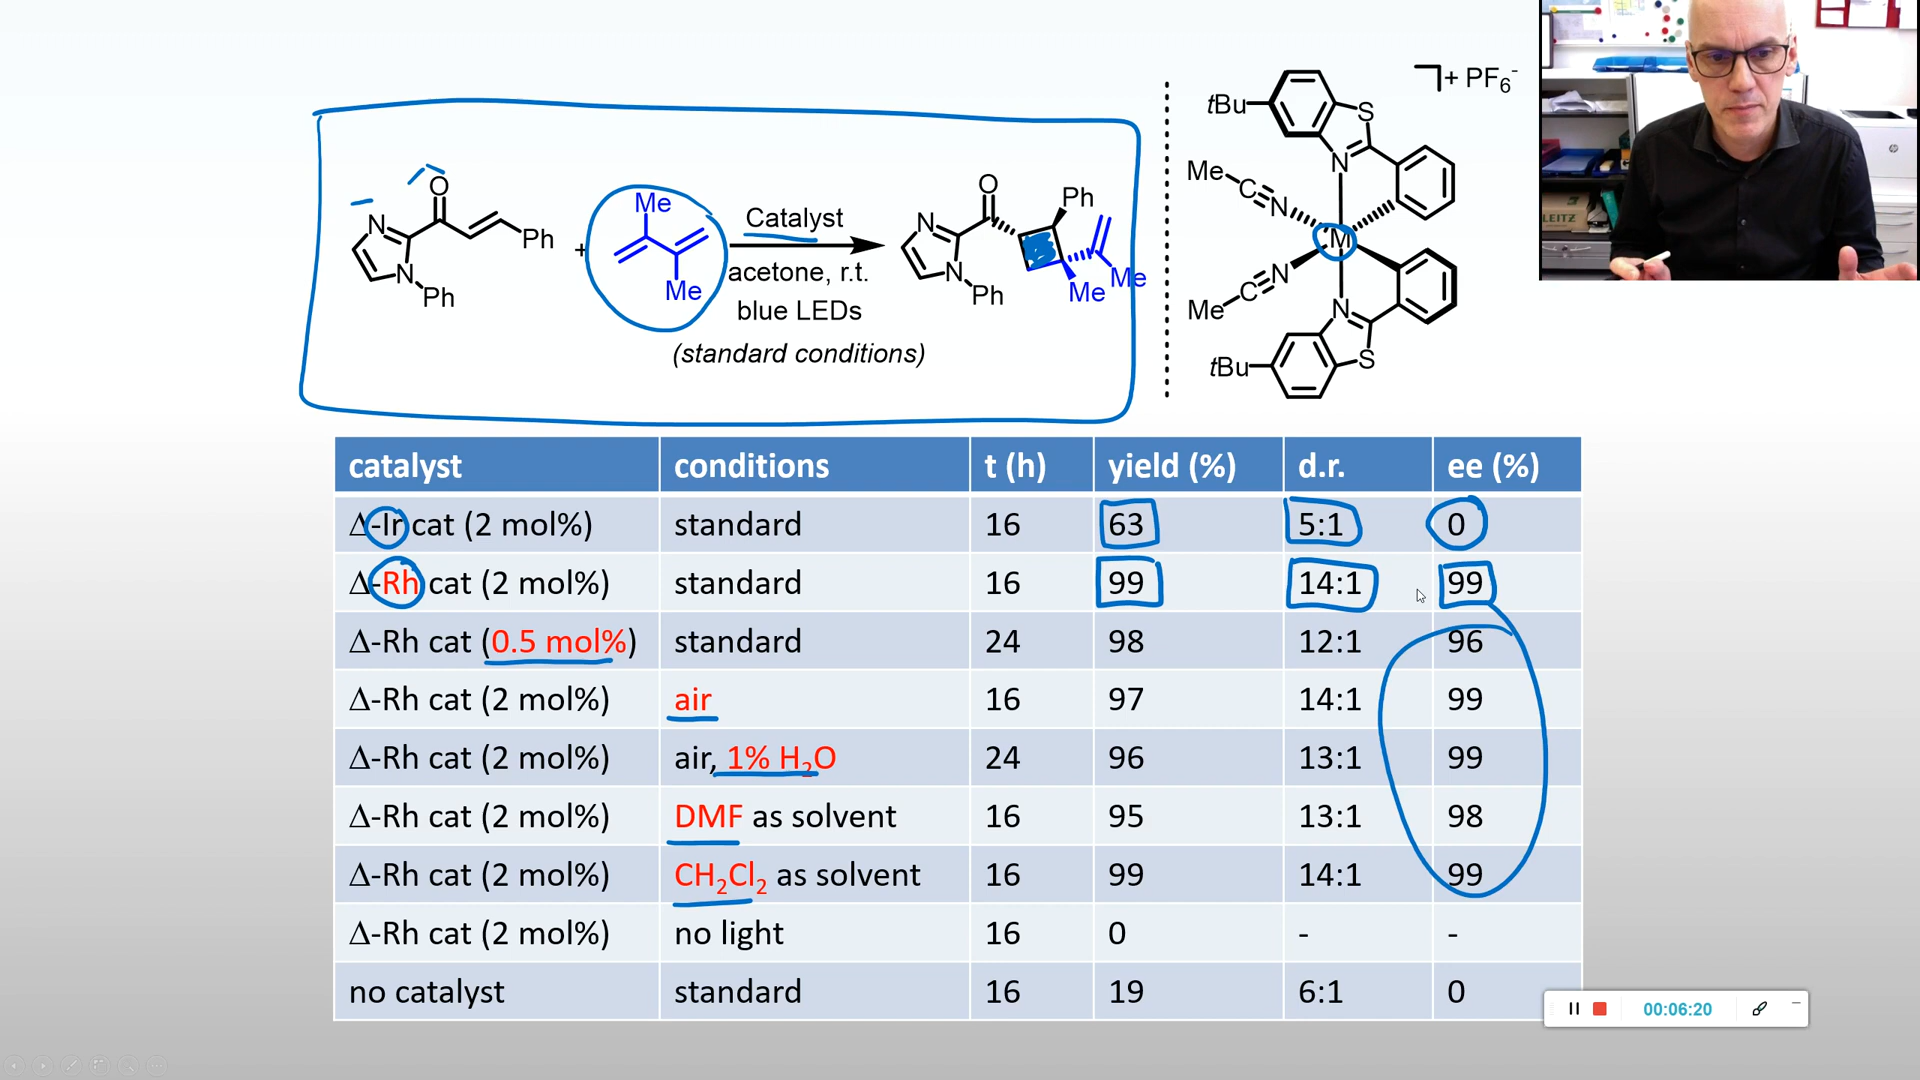 tBu
S
N
Me
C
N
M
N
C
Me
N
S
tBu
+ PF6-
N
O
Ph
N
Ph
+
Me
Me
Catalyst
acetone, r.t.
blue LEDs
(standard conditions)
N
O
Ph
N
Ph
Me
Me
LEITZ
catalyst conditions t (h) yield (%) d.r. ee (%)
Δ-Ir cat (2 mol%) standard 16 63 5:1 0
Δ-Rh cat (2 mol%) standard 16 99 14:1 99
Δ-Rh cat (0.5 mol%) standard 24 98 12:1 96
Δ-Rh cat (2 mol%) air 16 97 14:1 99
Δ-Rh cat (2 mol%) air, 1% H2O 24 96 13:1 99
Δ-Rh cat (2 mol%) DMF as solvent 16 95 13:1 98
Δ-Rh cat (2 mol%) CH2Cl2 as solvent 16 99 14:1 99
Δ-Rh cat (2 mol%) no light 16 0 - -
no catalyst standard 16 19 6:1 0
00:06:20